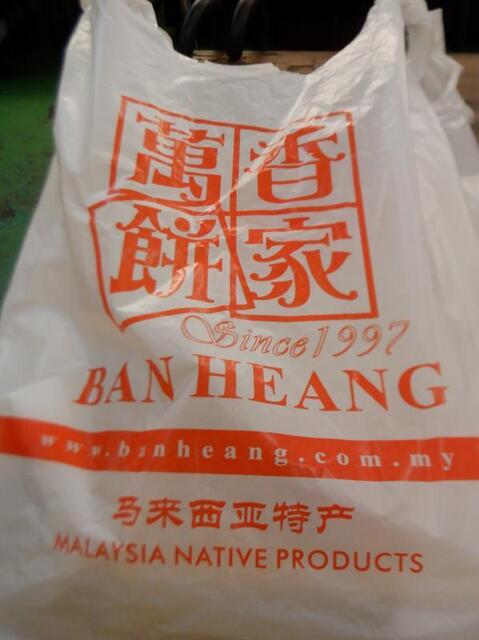 萬香
餅家
Since 1997
BAN HEANG
www.banheang.com.my
马来西亚特产
MALAYSIA NATIVE PRODUCTS